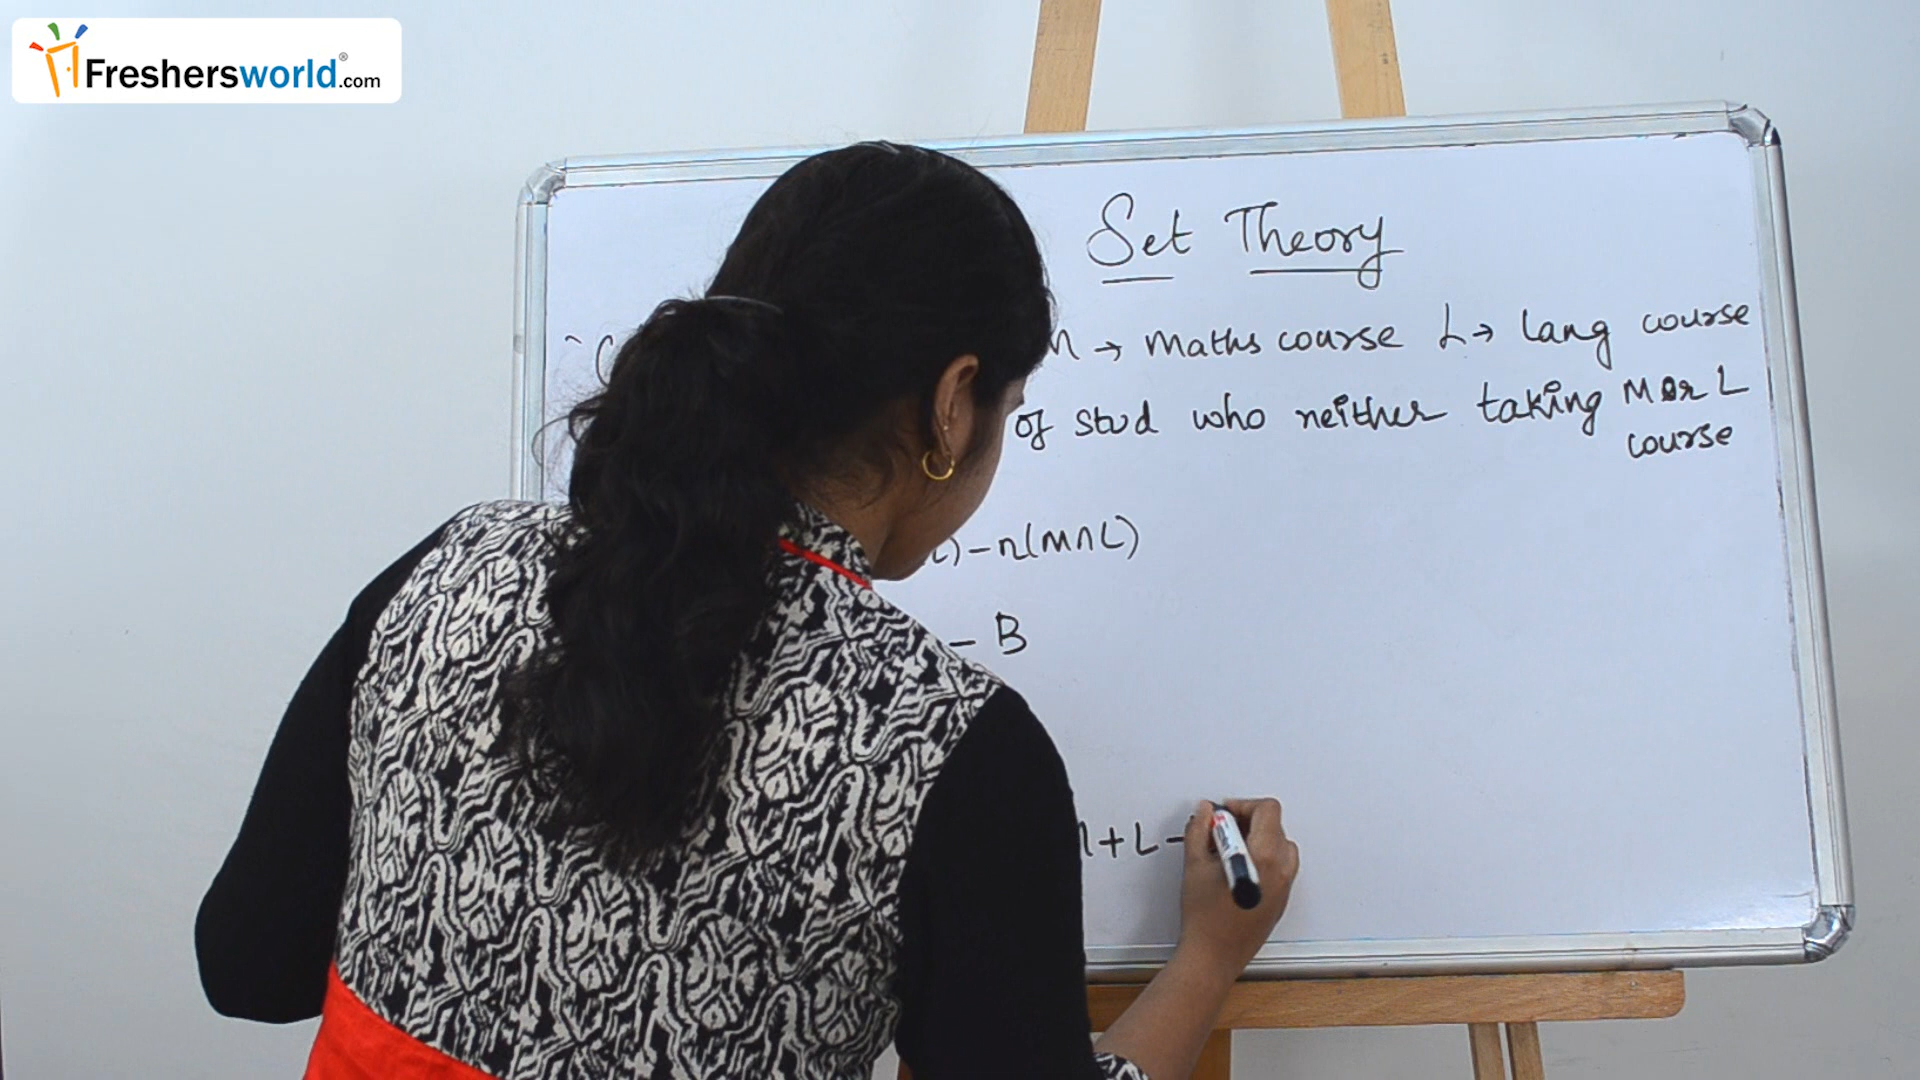 Freshersworld.com
Set Theory
→ Maths course L→ lang course
of stud who neither taking M or L
course
) - n(M∩L)
- B
+ L -